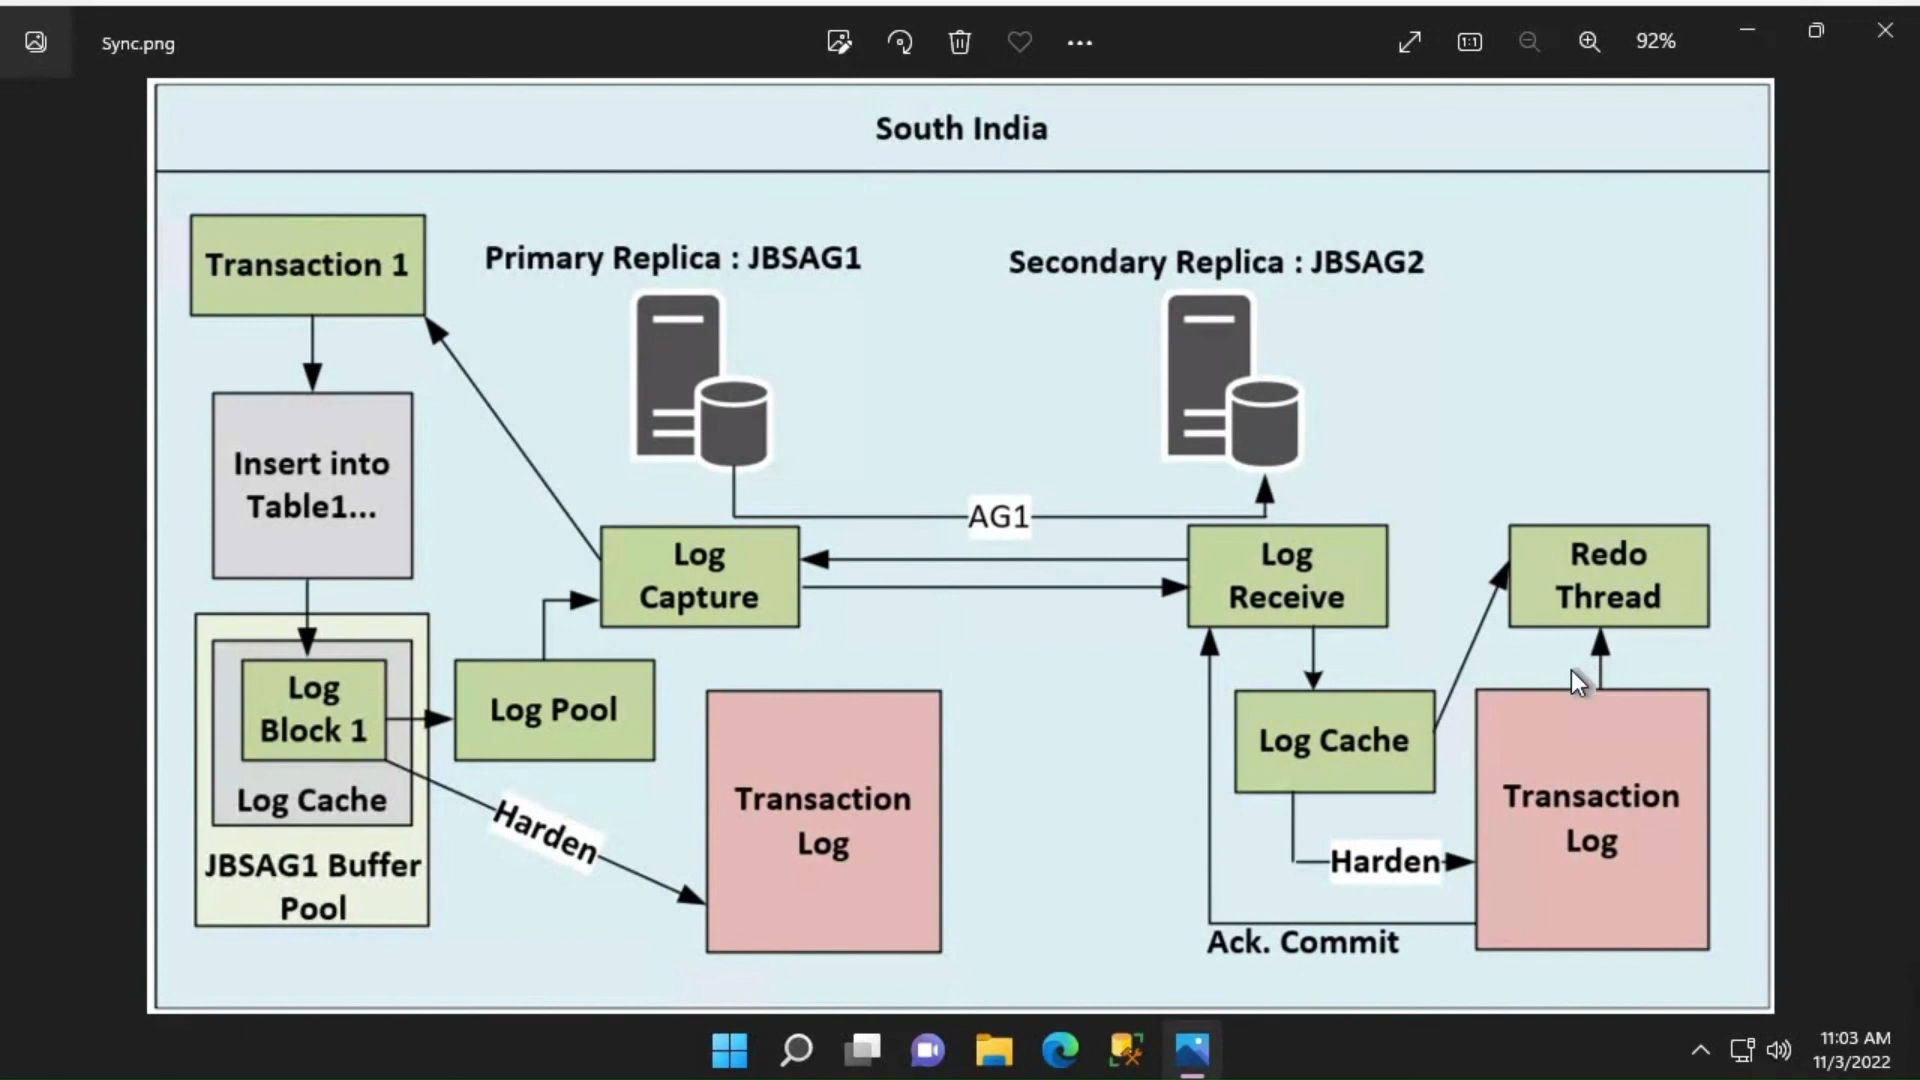 Sync.png
92%
South India
Transaction 1
Primary Replica : JBSAG1
Secondary Replica : JBSAG2
Insert into
Table1...
AG1
Log
Capture
Log
Receive
Redo
Thread
Log
Block 1
Log Cache
JBSAG1 Buffer
Pool
Log Pool
Harden
Transaction
Log
Log Cache
Harden
Transaction
Log
Ack. Commit
11:03 AM
11/3/2022